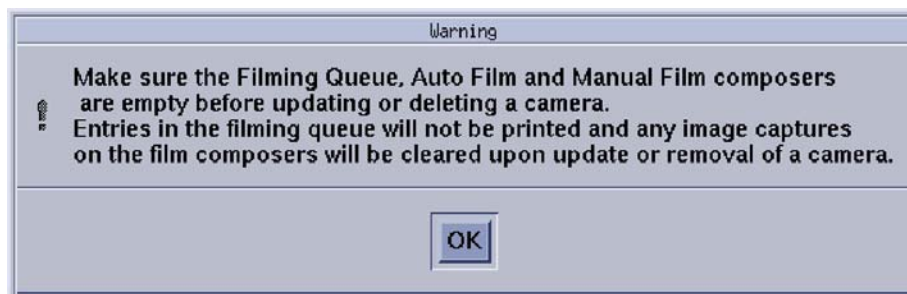 Warning
Make sure the Filming Queue, Auto Film and Manual Film composers
are empty before updating or deleting a camera.
Entries in the filming queue will not be printed and any image captures
on the film composers will be cleared upon update or removal of a camera.
OK